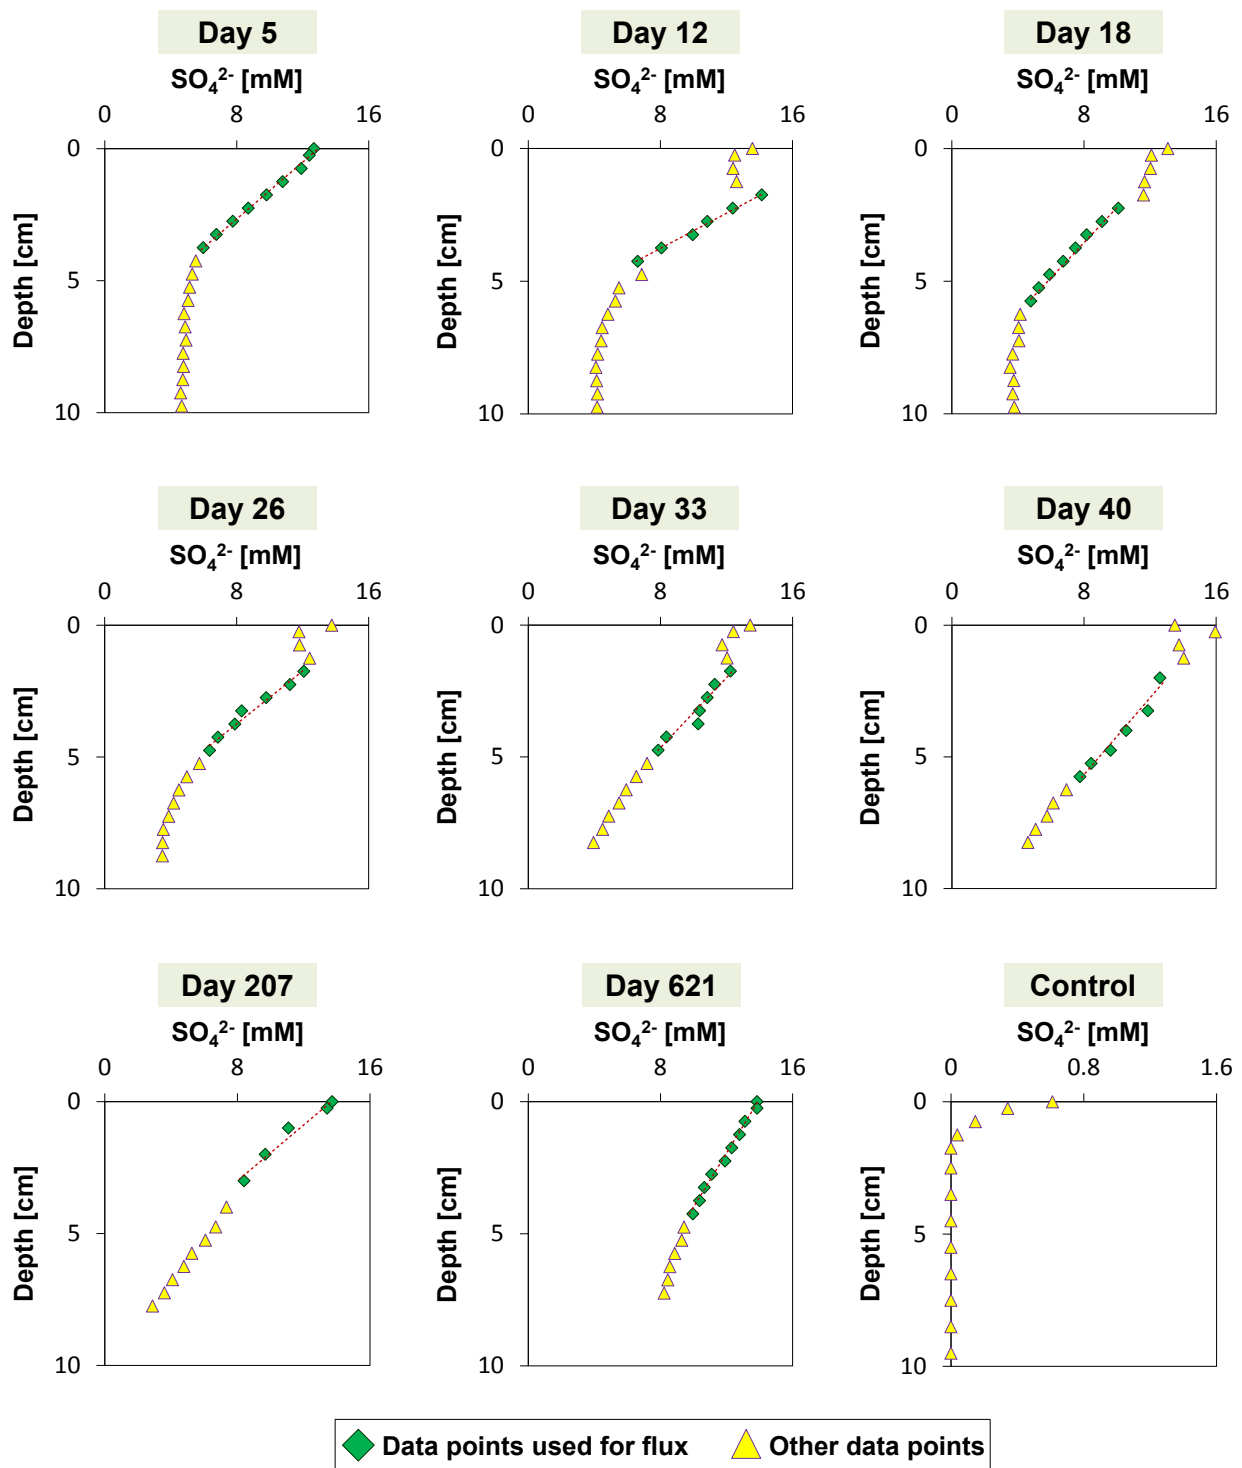 Day 5
SO₄²⁻ [mM]
0 8 16
0
5
10
Depth [cm]
Day 12
SO₄²⁻ [mM]
0 8 16
0
5
10
Depth [cm]
Day 18
SO₄²⁻ [mM]
0 8 16
0
5
10
Depth [cm]
Day 26
SO₄²⁻ [mM]
0 8 16
0
5
10
Depth [cm]
Day 33
SO₄²⁻ [mM]
0 8 16
0
5
10
Depth [cm]
Day 40
SO₄²⁻ [mM]
0 8 16
0
5
10
Depth [cm]
Day 207
SO₄²⁻ [mM]
0 8 16
0
5
10
Depth [cm]
Day 621
SO₄²⁻ [mM]
0 8 16
0
5
10
Depth [cm]
Control
SO₄²⁻ [mM]
0 0.8 1.6
0
5
10
Depth [cm]
Data points used for flux Other data points